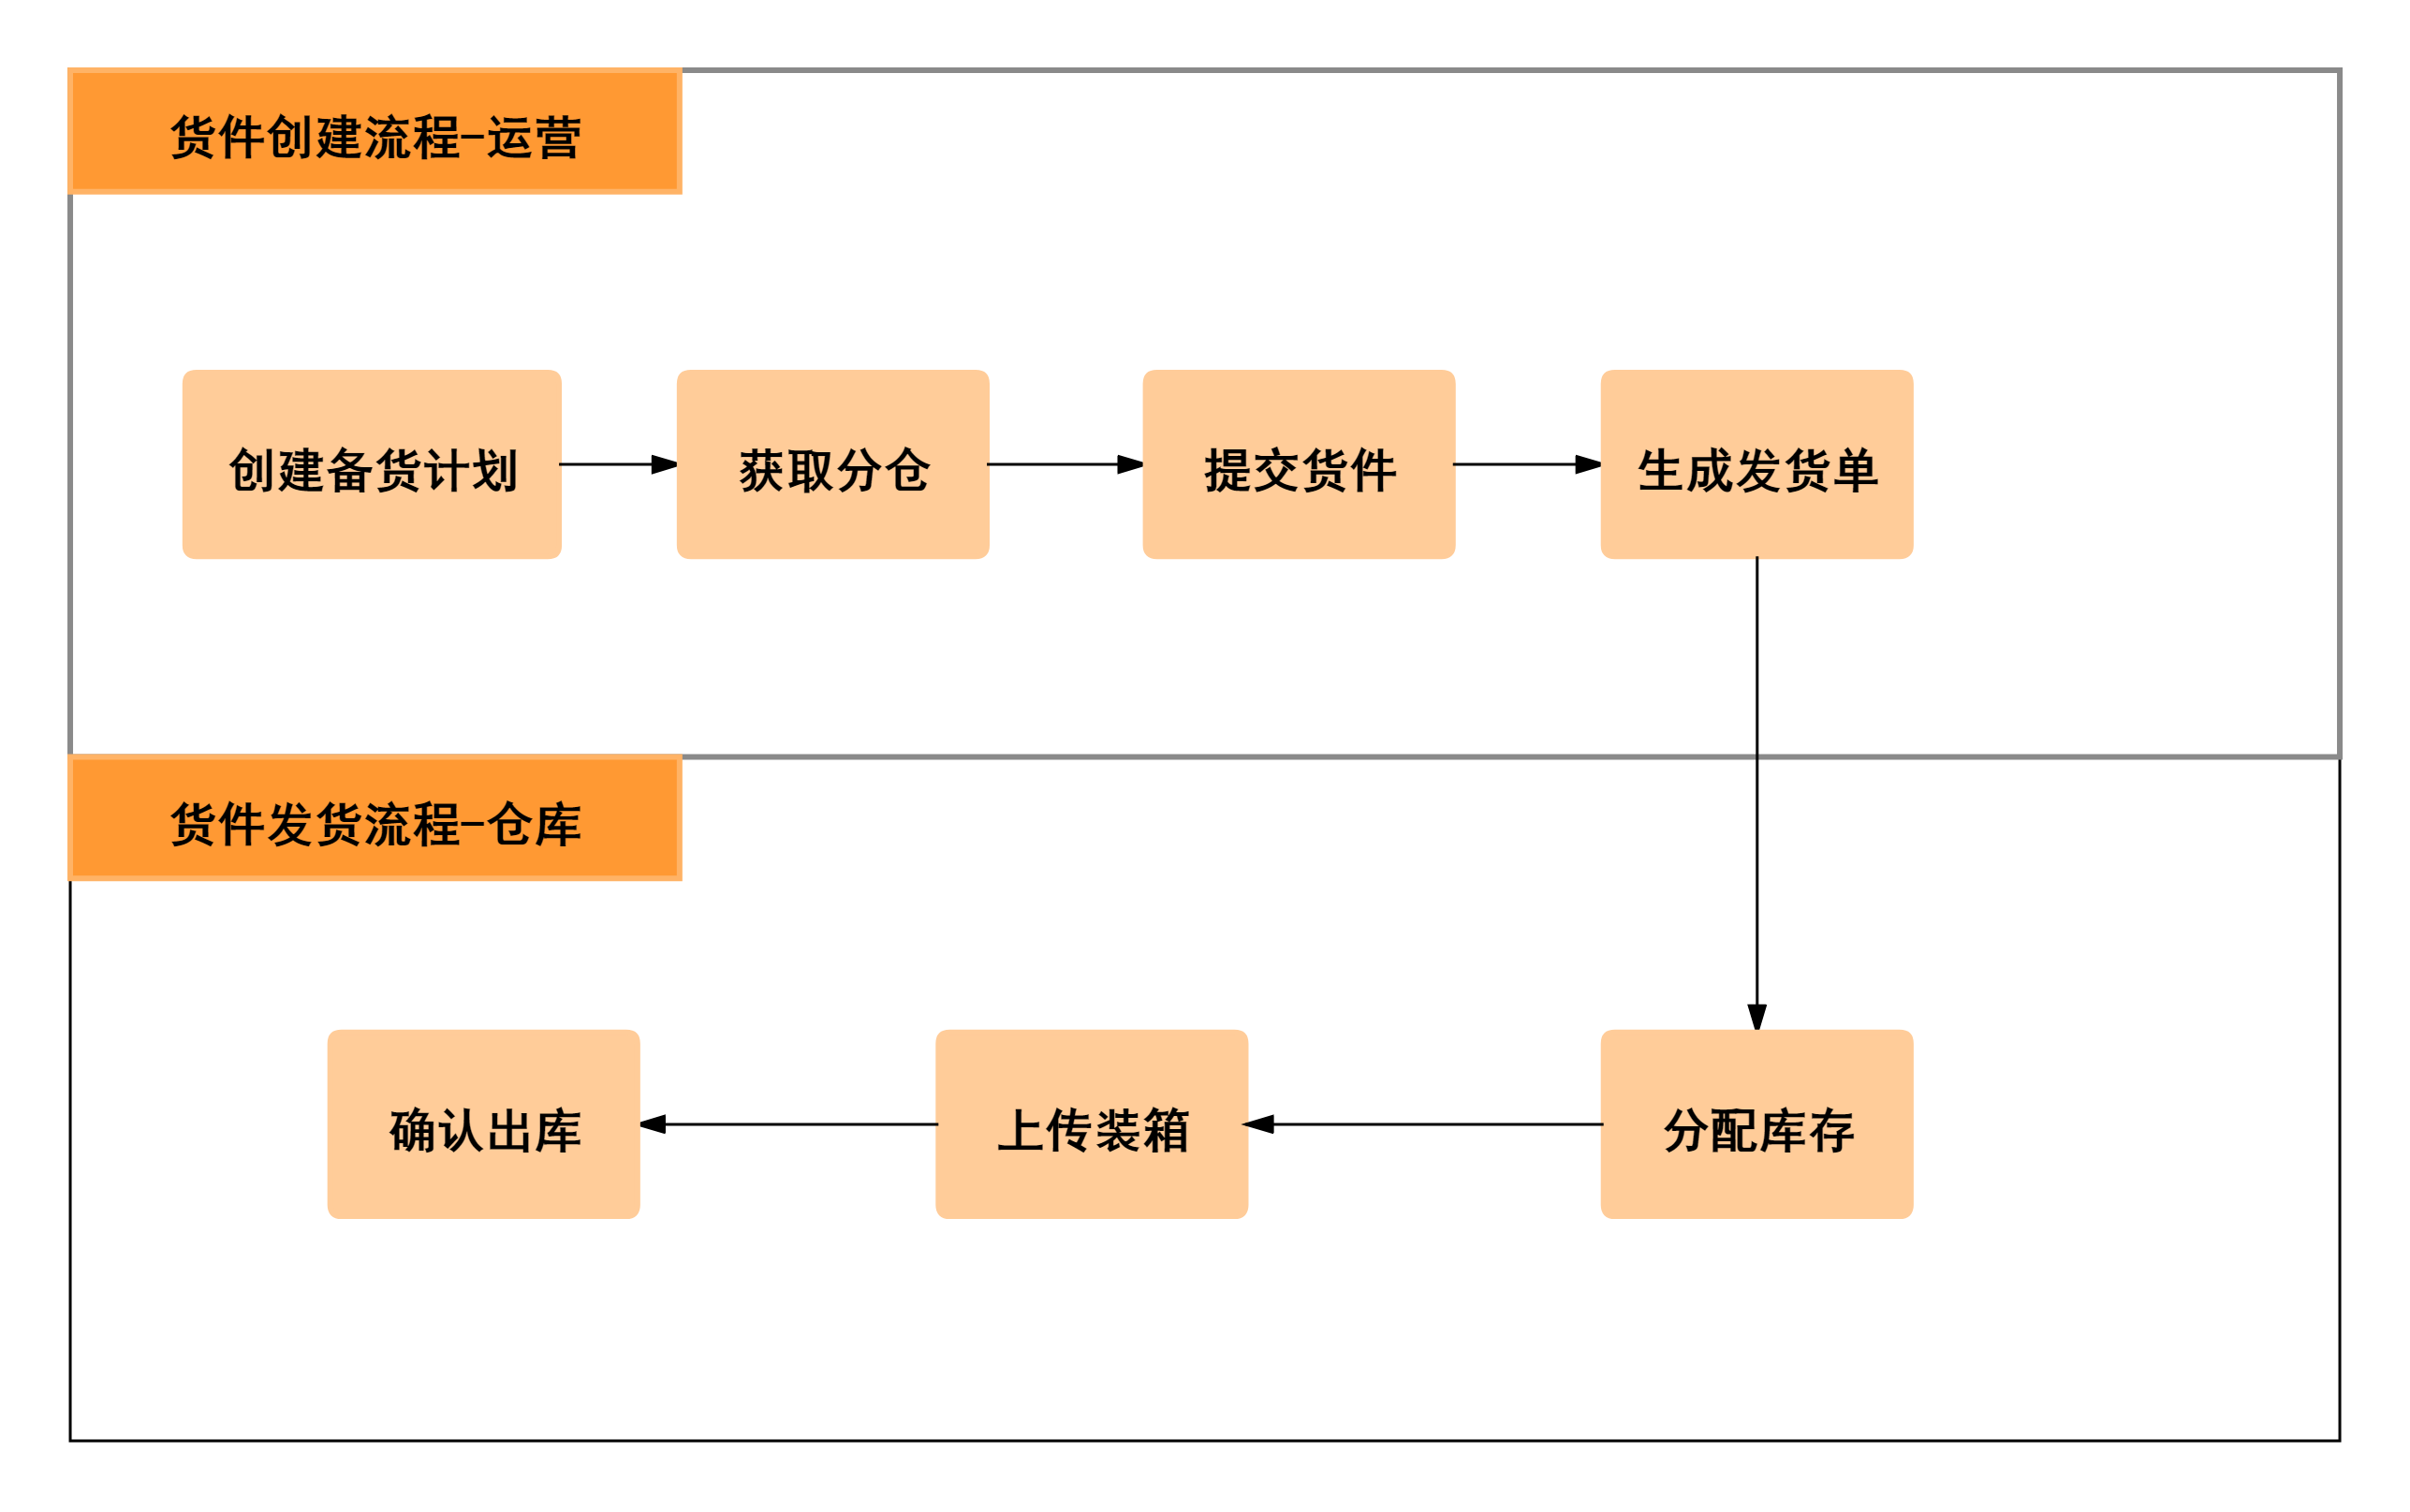 货件创建流程–运营
创建备货计划
获取分仓
提交货件
生成发货单
货件发货流程–仓库
确认出库
上传装箱
分配库存